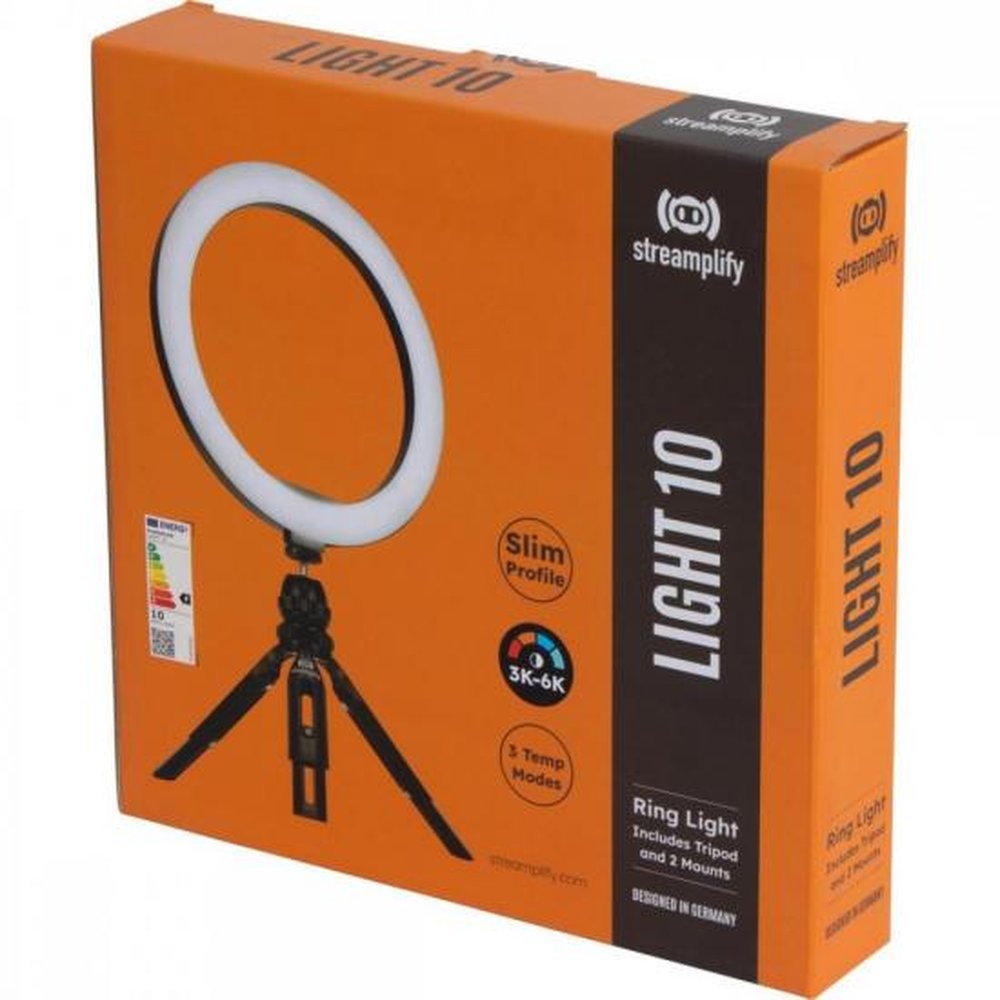 LIGHT 10
streamplify
streamplify
LIGHT 10
Ring Light
Includes Tripod
and 2 Mounts
DESIGNED IN GERMANY
streamplify
LIGHT 10
Ring Light
Includes Tripod
and 2 Mounts
DESIGNED IN GERMANY
Slim
Profile
3K-6K
3 Temp
Modes
streamplify.com
ENERG
10